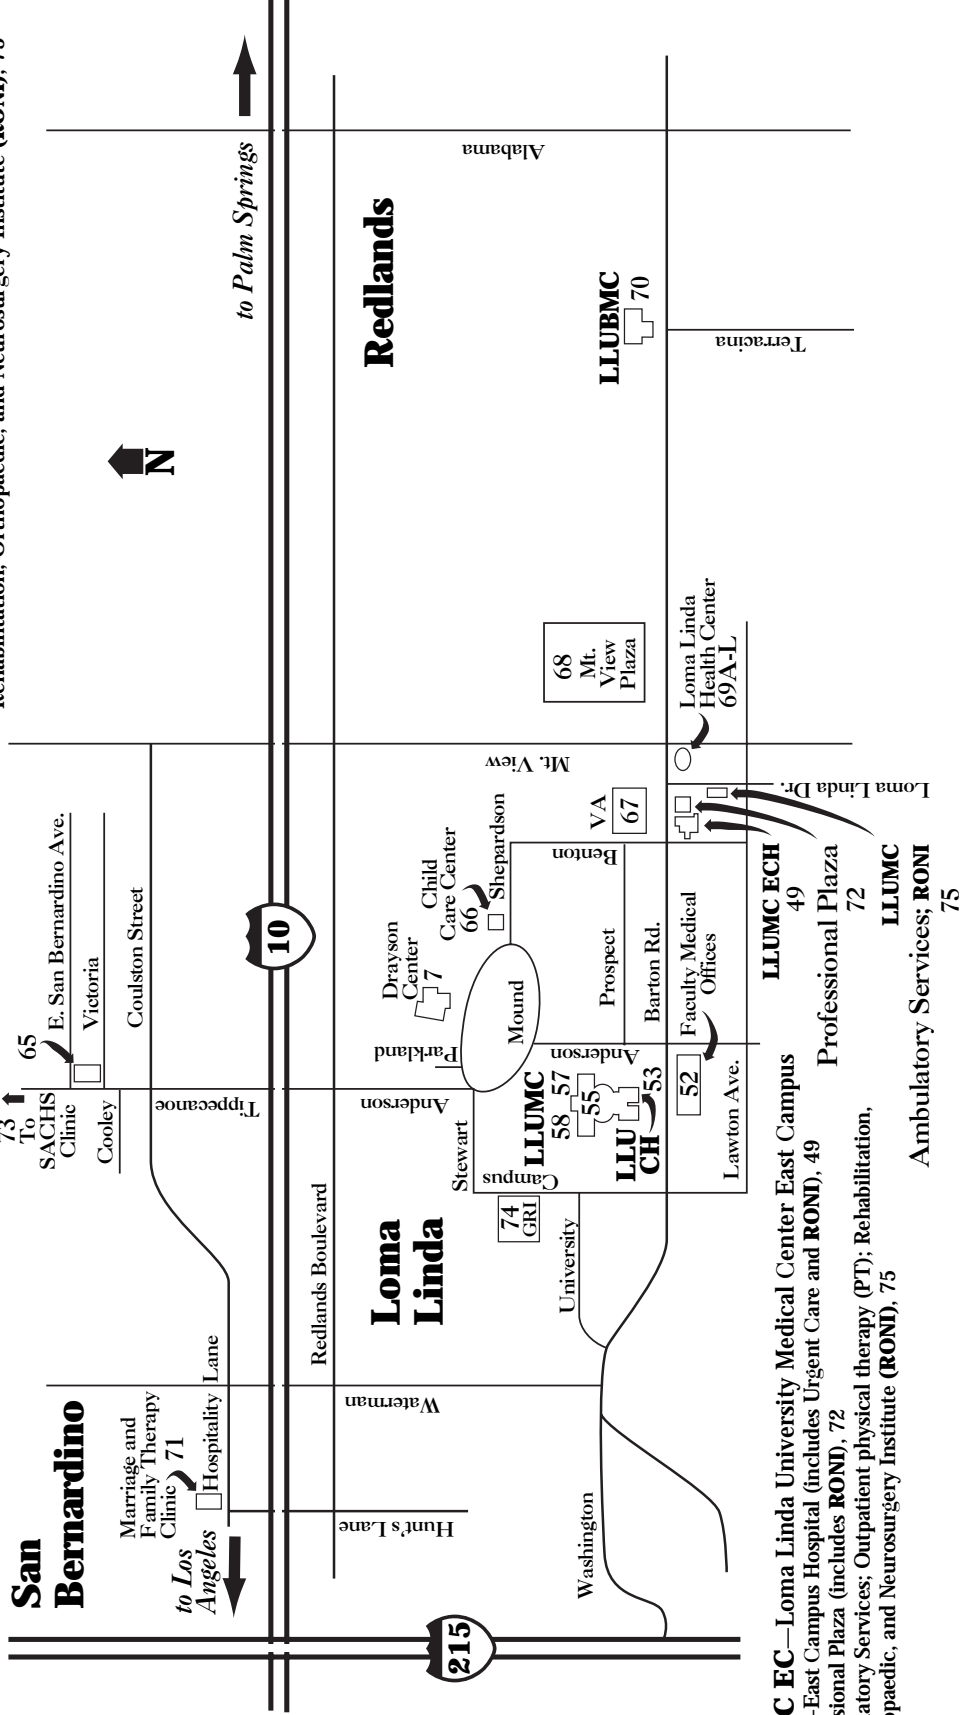 Rehabilitation, Orthopaedic, and Neurosurgery Institute (RONI), 75
San
Bernardino
to Los
Angeles
Marriage and
Family Therapy
Clinic 71
Hospitality Lane
Hunt's Lane
Waterman
73
To
SACHS
Clinic
Cooley
65
E. San Bernardino Ave.
Victoria
Coulston Street
Tippecanoe
10
215
N
to Palm Springs
Redlands Boulevard
Loma
Linda
Redlands
Alabama
Anderson
Parkland
Drayson
Center
7
Child
Care Center
66
Shepardson
Mt. View
Mound
Stewart
Campus
74
GRI
University
Washington
LLUMC
58 57
55
LLU
CH
53
Anderson
Prospect
Benton
VA
67
68
Mt.
View
Plaza
LLUBMC
70
Terracina
Barton Rd.
52
Faculty Medical
Offices
Lawton Ave.
Loma Linda
Health Center
69A-L
Loma Linda Dr.
LLUMC ECH
49
Professional Plaza
72
LLUMC
Ambulatory Services; RONI
75
C EC—Loma Linda University Medical Center East Campus
-East Campus Hospital (includes Urgent Care and RONI), 49
sional Plaza (includes RONI), 72
atory Services; Outpatient physical therapy (PT); Rehabilitation,
opaedic, and Neurosurgery Institute (RONI), 75